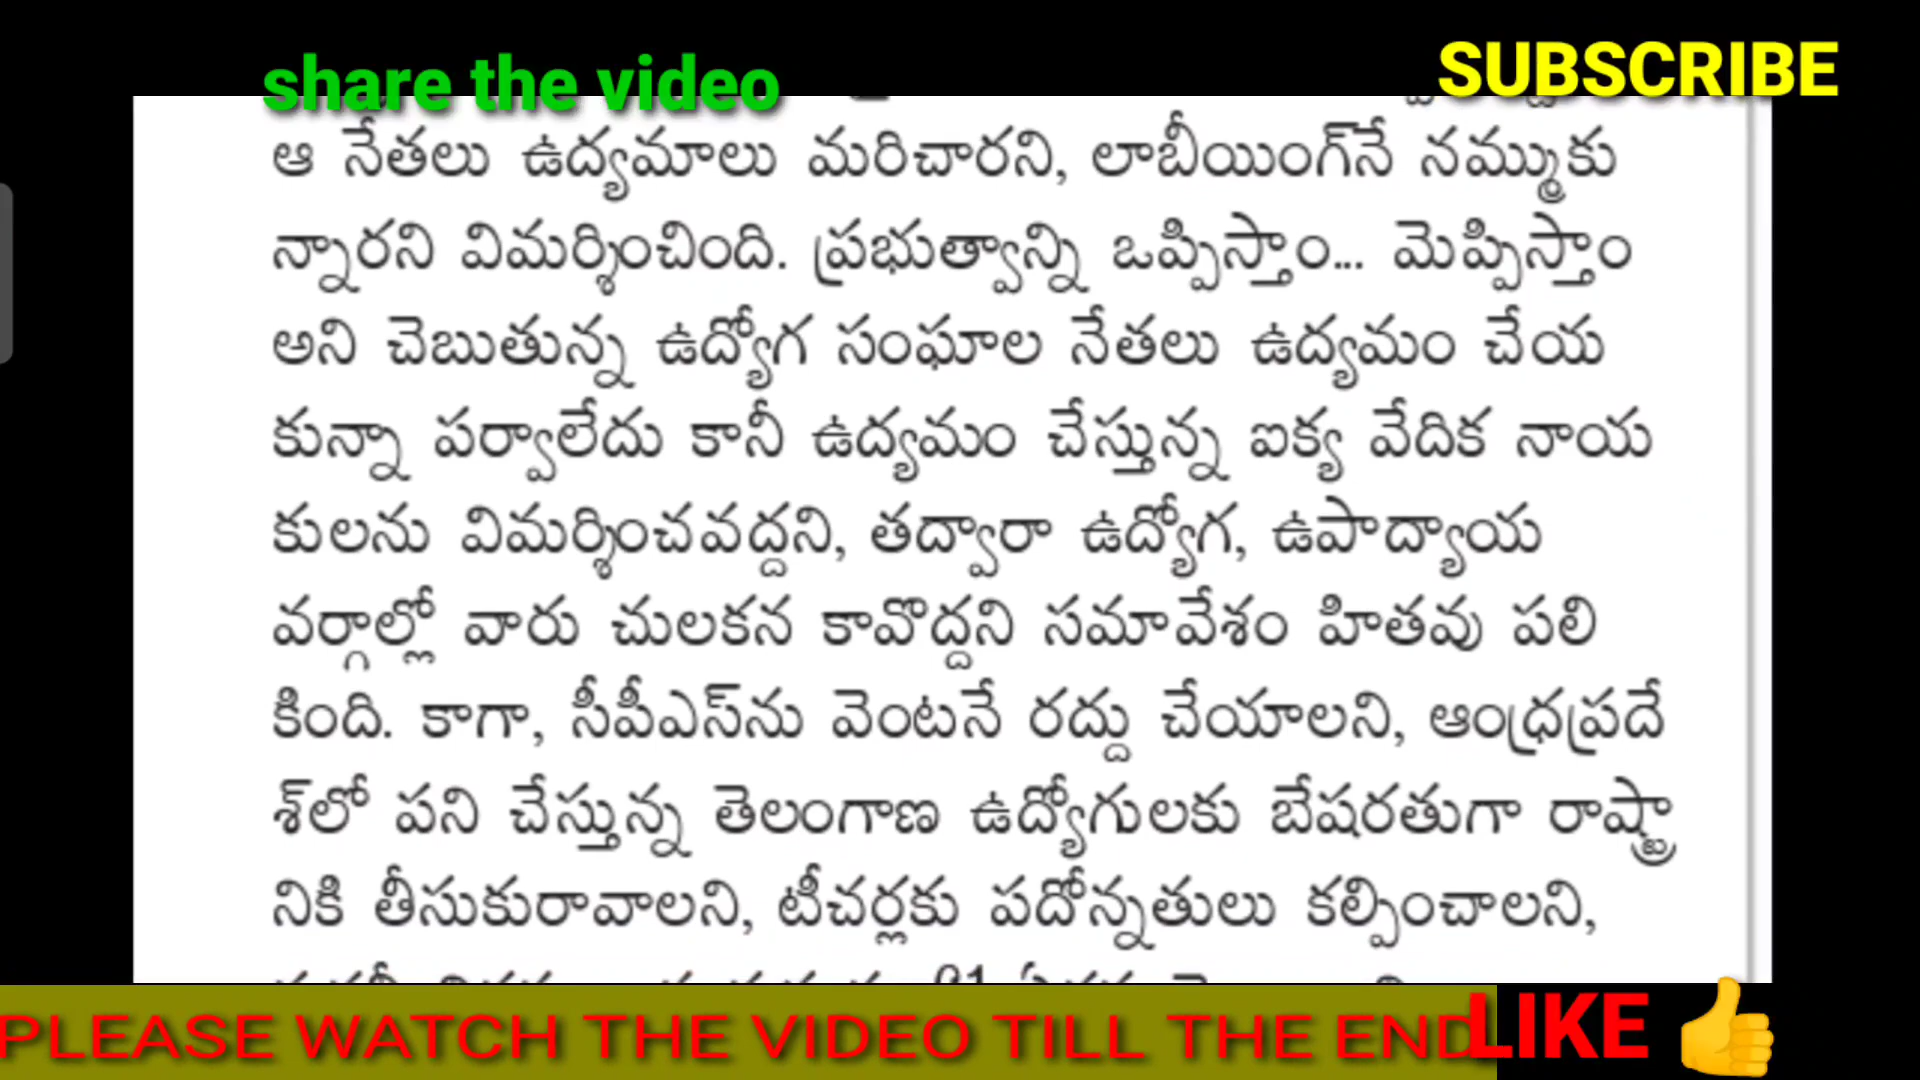 share the video
SUBSCRIBE
ఆ నేతలు ఉద్యమాలు మరిచారని, లాబీయింగ్‌నే నమ్ముకు
న్నారని విమర్శించింది. ప్రభుత్వాన్ని ఒప్పిస్తాం... మెప్పిస్తాం
అని చెబుతున్న ఉద్యోగ సంఘాల నేతలు ఉద్యమం చేయ
కున్నా పర్వాలేదు కానీ ఉద్యమం చేస్తున్న ఐక్య వేదిక నాయ
కులను విమర్శించవద్దని, తద్వారా ఉద్యోగ, ఉపాద్యాయ
వర్గాల్లో వారు చులకన కావొద్దని సమావేశం హితవు పలి
కింది. కాగా, సీపీఎస్‌ను వెంటనే రద్దు చేయాలని, ఆంధ్రప్రదే
శ్‌లో పని చేస్తున్న తెలంగాణ ఉద్యోగులకు బేషరతుగా రాష్ట్రా
నికి తీసుకురావాలని, టీచర్లకు పదోన్నతులు కల్పించాలని,
PLEASE WATCH THE VIDEO TILL THE END
LIKE